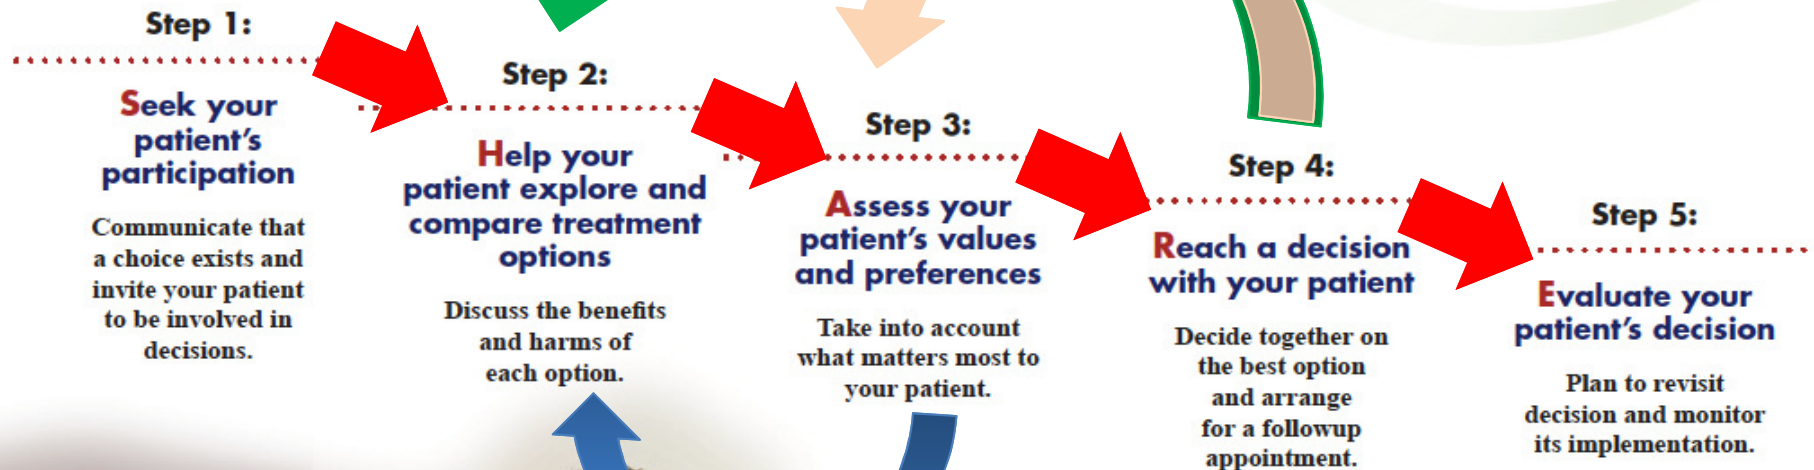 Step 1:
Seek your
patient's
participation
Communicate that
a choice exists and
invite your patient
to be involved in
decisions.
Step 2:
Help your
patient explore and
compare treatment
options
Discuss the benefits
and harms of
each option.
Step 3:
Assess your
patient's values
and preferences
Take into account
what matters most to
your patient.
Step 4:
Reach a decision
with your patient
Decide together on
the best option
and arrange
for a followup
appointment.
Step 5:
Evaluate your
patient's decision
Plan to revisit
decision and monitor
its implementation.